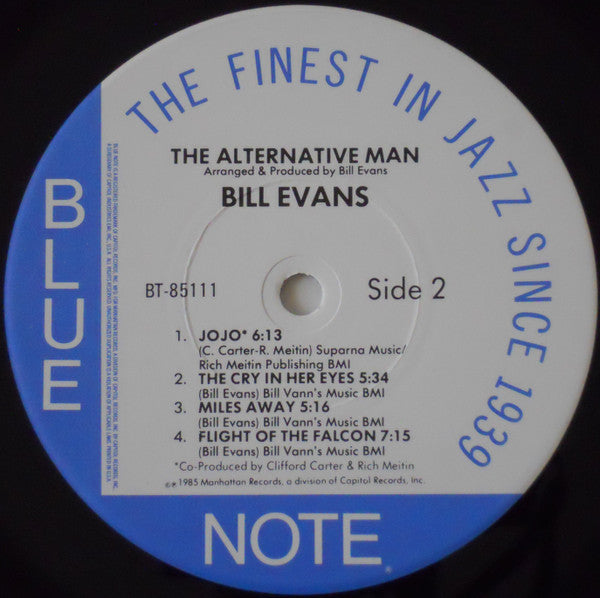 THE FINEST IN JAZZ SINCE 1939
THE ALTERNATIVE MAN
Arranged & Produced by Bill Evans
BILL EVANS
BT-85111
Side 2
1. JOJO* 6:13
(C. Carter-R. Meitin) Suparna Music/
Rich Meitin Publishing BMI
2. THE CRY IN HER EYES 5:34
(Bill Evans) Bill Vann's Music BMI
3. MILES AWAY 5:16
(Bill Evans) Bill Vann's Music BMI
4. FLIGHT OF THE FALCON 7:15
(Bill Evans) Bill Vann's Music BMI
*Co-Produced by Clifford Carter & Rich Meitin
©℗ 1985 Manhattan Records, a division of Capitol Records, Inc.
BLUE
NOTE®